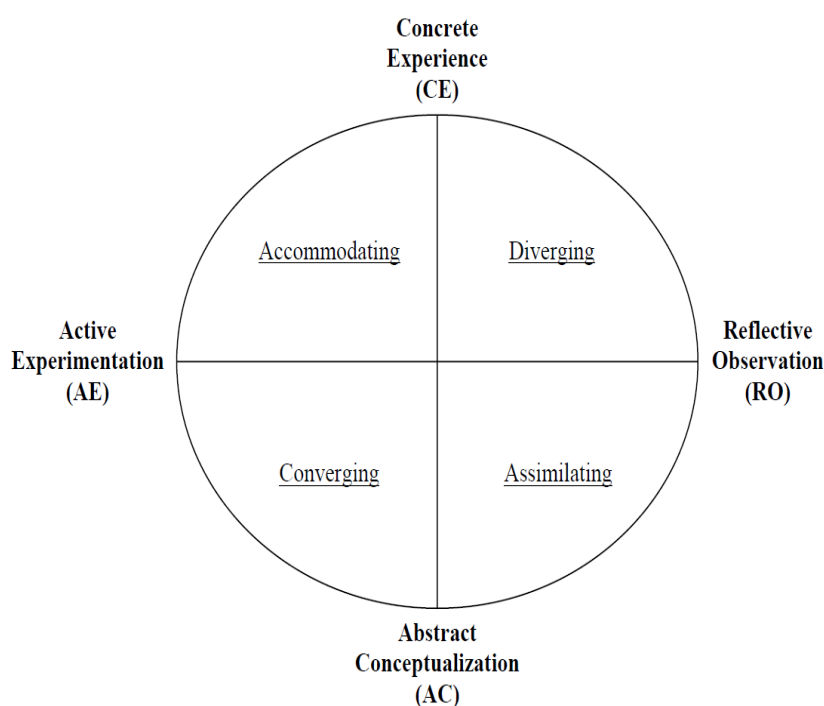 Concrete
Experience
(CE)
Accommodating
Diverging
Active
Experimentation
(AE)
Reflective
Observation
(RO)
Converging
Assimilating
Abstract
Conceptualization
(AC)